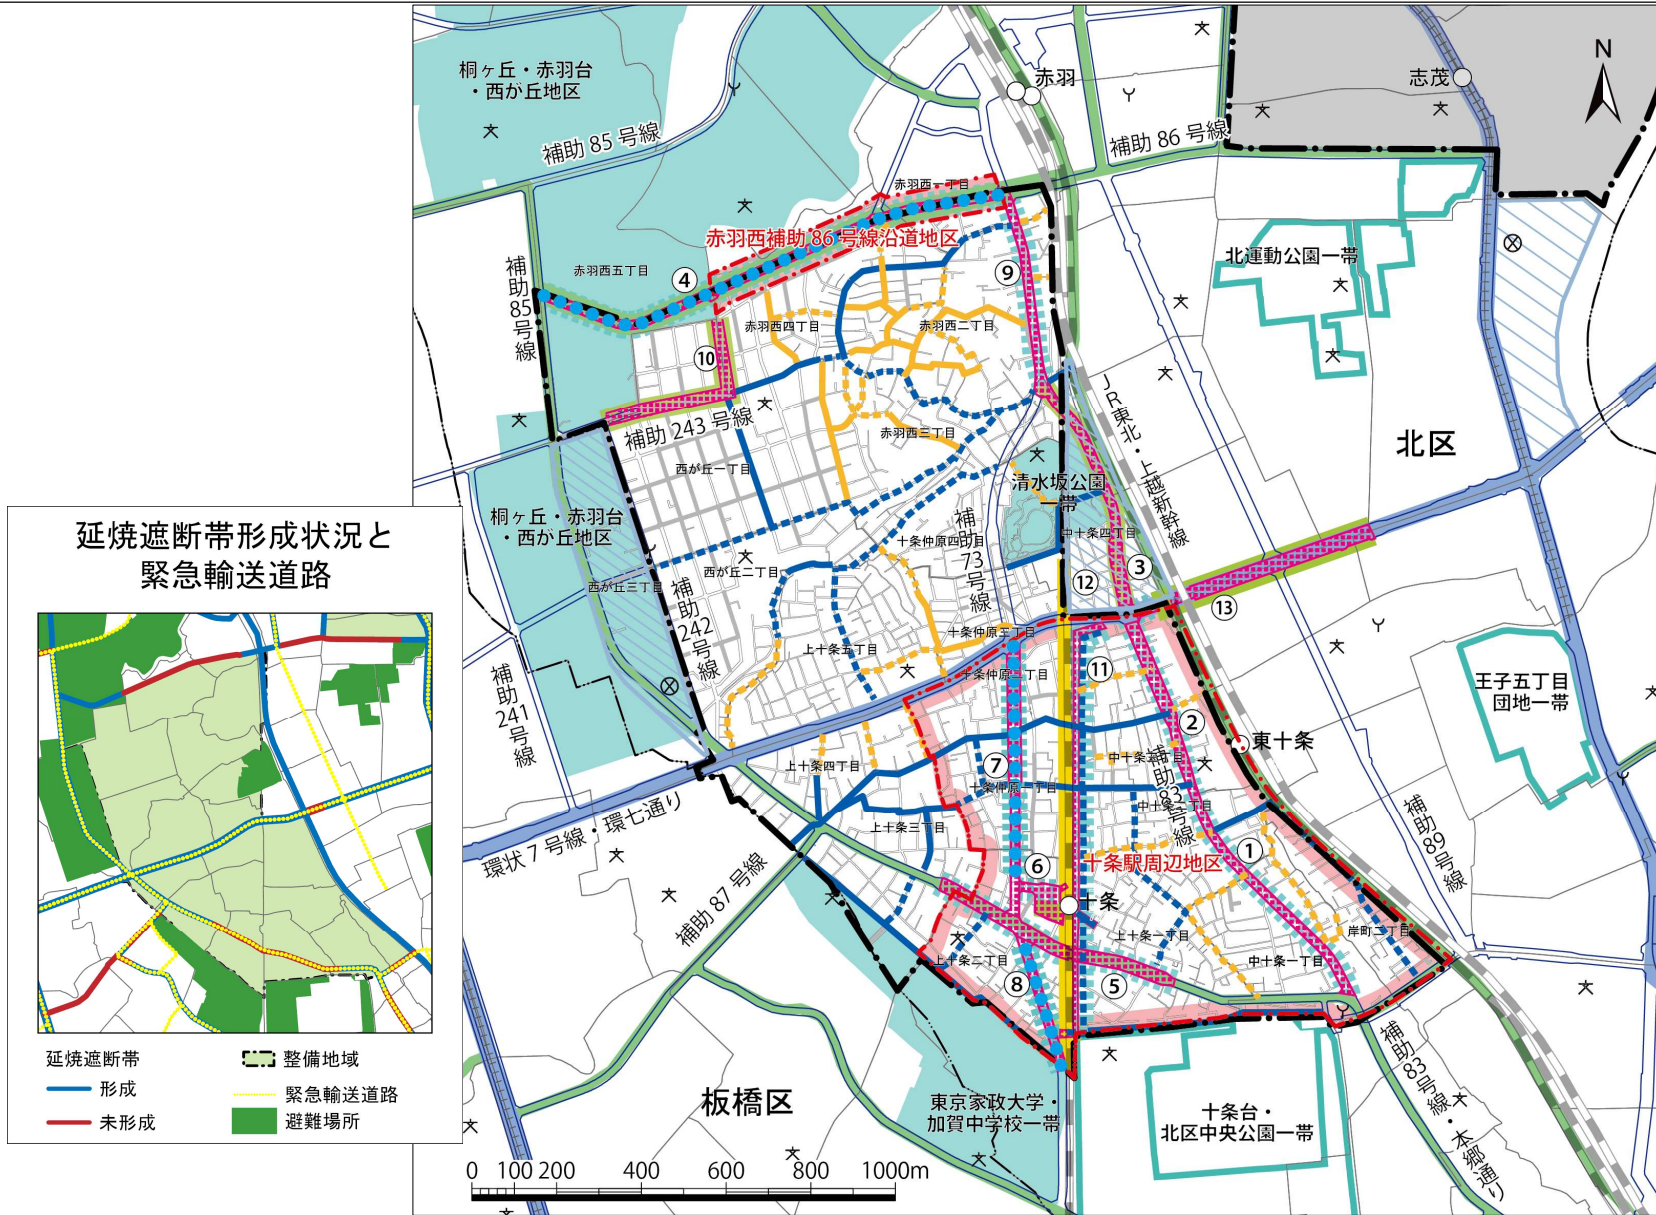 桐ヶ丘・赤羽台
・西が丘地区
補助 85 号線
赤羽
補助 86 号線
志茂
N
赤羽西一丁目
赤羽西補助 86 号線沿道地区
北運動公園一帯
補助85号線
赤羽西五丁目
④
⑨
赤羽西四丁目
赤羽西二丁目
⑩
JR東北・上越新幹線
補助 243 号線
赤羽西三丁目
北区
西が丘一丁目
清水坂公園
一帯
桐ヶ丘・赤羽台
・西が丘地区
補助73号線
十条仲原四丁目
中十条四丁目
西が丘二丁目
西が丘三丁目
補助242号線
⑫
③
⑬
十条仲原三丁目
上十条五丁目
補助241号線
十条仲原二丁目
⑪
王子五丁目
団地一帯
②
東十条
上十条四丁目
⑦
中十条三丁目
補助83号線
十条仲原一丁目
中十条二丁目
環状 7 号線・環七通り
上十条三丁目
補助89号線
①
⑥
十条駅周辺地区
補助 87 号線
十条
上十条一丁目
岸町二丁目
上十条二丁目
中十条一丁目
⑧
⑤
補助83号線・本郷通り
板橋区
東京家政大学・
加賀中学校一帯
十条台・
北区中央公園一帯
0 100 200 400 600 800 1000m
延焼遮断帯形成状況と
緊急輸送道路
延焼遮断帯
形成
未形成
整備地域
緊急輸送道路
避難場所